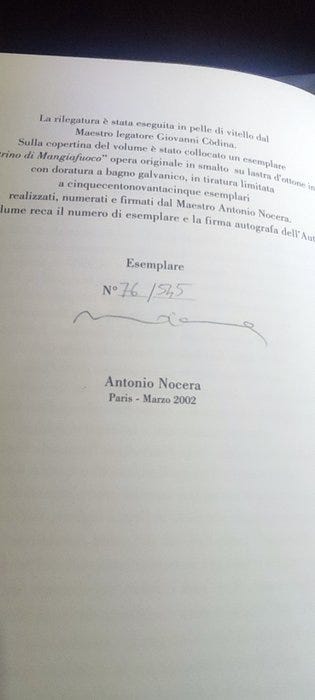 La rilegatura è stata eseguita in pelle di vitello dal
Maestro legatore Giovanni Còdina.
Sulla copertina del volume è stato collocato un esemplare
trino di Mangiafuoco" opera originale in smalto su lastra d'ottone in
con doratura a bagno galvanico, in tiratura limitata
a cinquecentonovantacinque esemplari
realizzati, numerati e firmati dal Maestro Antonio Nocera.
lume reca il numero di esemplare e la firma autografa dell'Aut
Esemplare
N° 76/545
Antonio Nocera
Paris - Marzo 2002